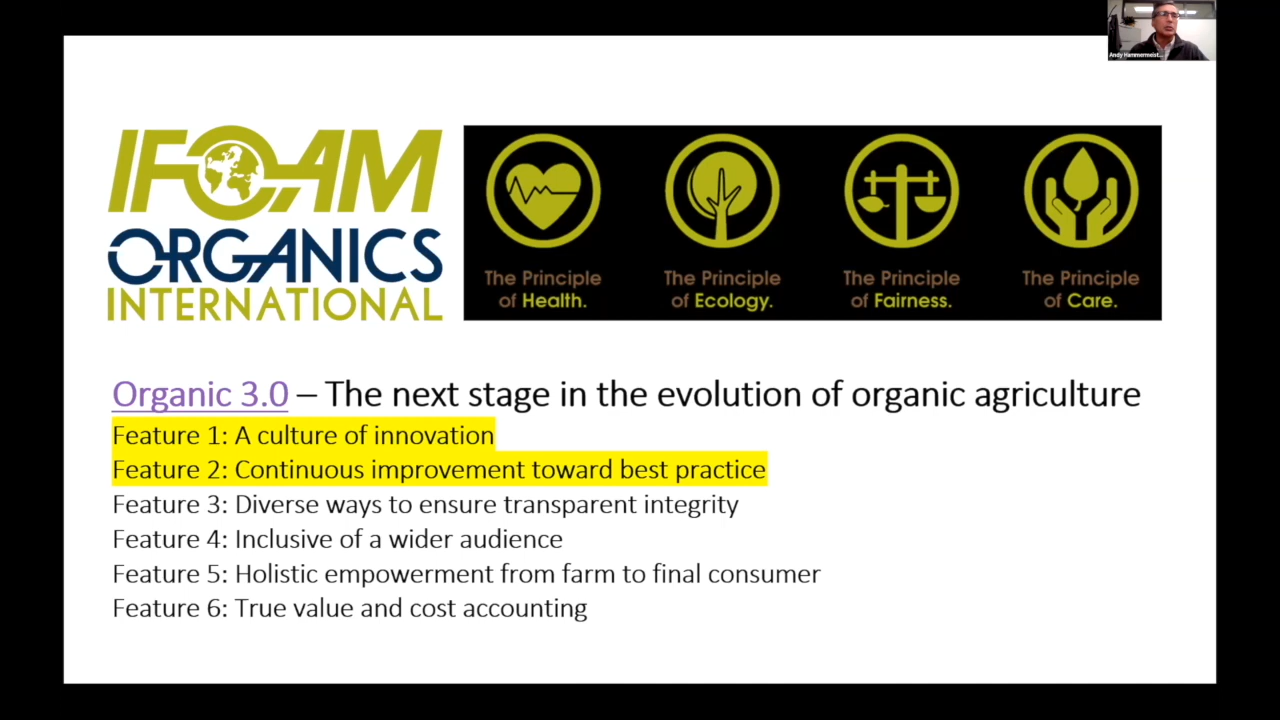 Andy Hammermeist...
IFOAM
ORGANICS
INTERNATIONAL
The Principle
of Health.
The Principle
of Ecology.
The Principle
of Fairness.
The Principle
of Care.
Organic 3.0 – The next stage in the evolution of organic agriculture
Feature 1: A culture of innovation
Feature 2: Continuous improvement toward best practice
Feature 3: Diverse ways to ensure transparent integrity
Feature 4: Inclusive of a wider audience
Feature 5: Holistic empowerment from farm to final consumer
Feature 6: True value and cost accounting